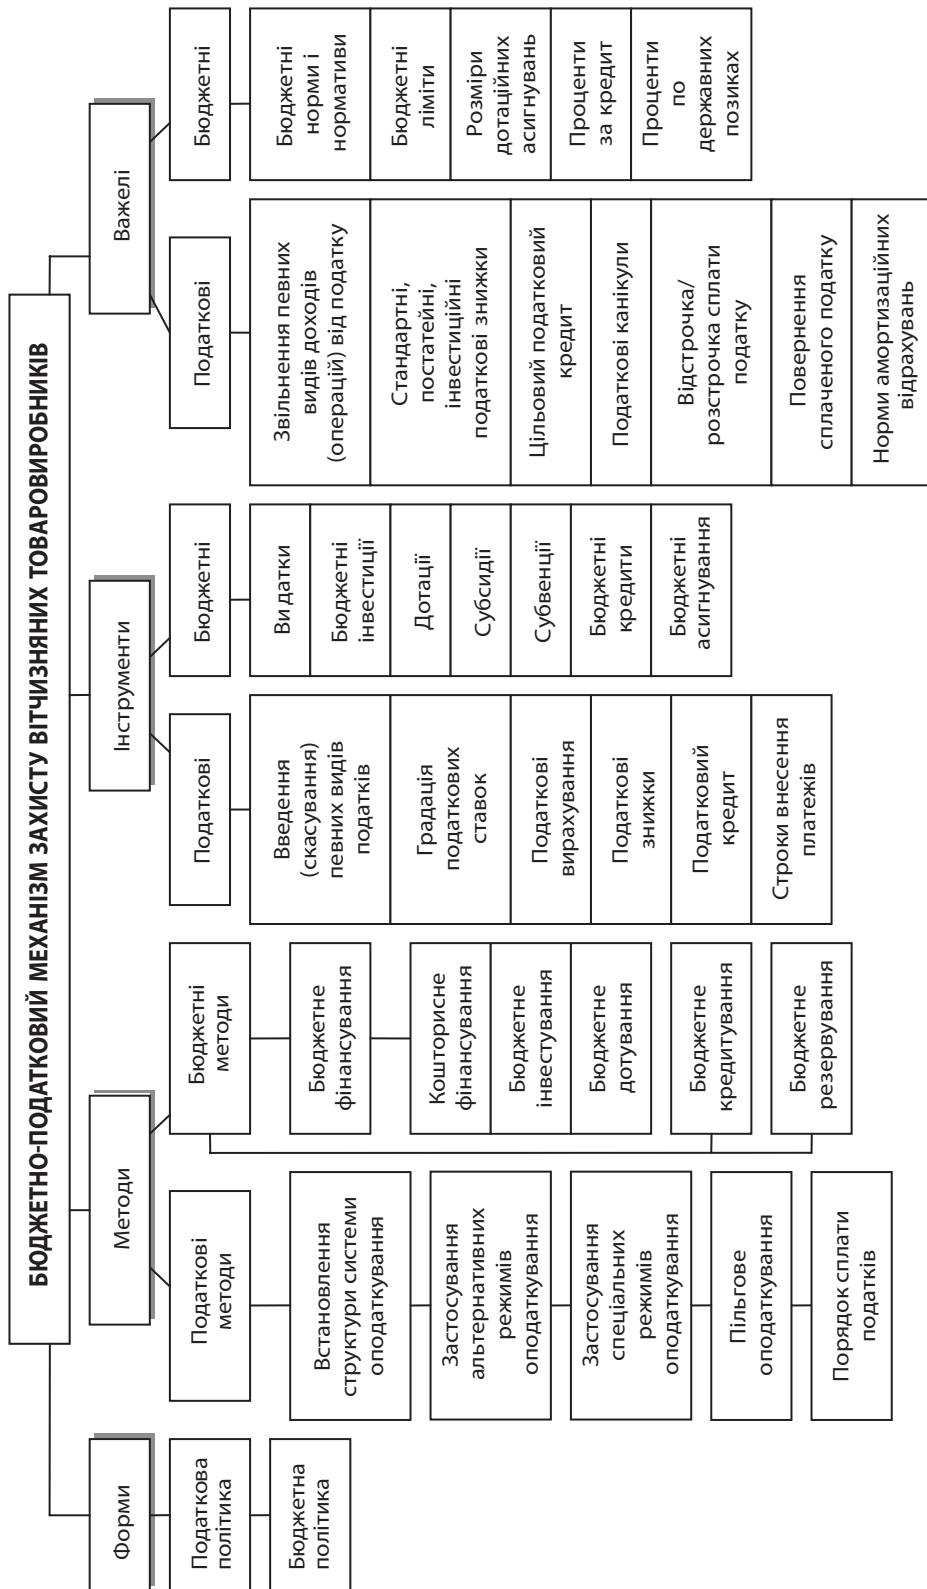 БЮДЖЕТНО-ПОДАТКОВИЙ МЕХАНІЗМ ЗАХИСТУ ВІТЧИЗНЯНИХ ТОВАРОВИРОБНИКІВ
Форми
Податкова
політика
Бюджетна
політика
Методи
Податкові
методи
Встановлення
структури системи
оподаткування
Застосування
альтернативних
режимів
оподаткування
Застосування
спеціальних
режимів
оподаткування
Пільгове
оподаткування
Порядок сплати
податків
Бюджетні
методи
Бюджетне
фінансування
Кошторисне
фінансування
Бюджетне
інвестування
Бюджетне
дотування
Бюджетне
кредитування
Бюджетне
резервування
Інструменти
Податкові
Введення
(скасування)
певних видів
податків
Градація
податкових
ставок
Податкові
вирахування
Податкові
знижки
Податковий
кредит
Строки внесення
платежів
Бюджетні
Ви датки
Бюджетні
інвестиції
Дотації
Субсидії
Субвенції
Бюджетні
кредити
Бюджетні
асигнування
Важелі
Податкові
Звільнення певних
видів доходів
(операцій) від податку
Стандартні,
постатейні,
інвестиційні
податкові знижки
Цільовий податковий
кредит
Податкові канікули
Відстрочка/
розстрочка сплати
податку
Повернення
сплаченого податку
Норми амортизаційних
відрахувань
Бюджетні
Бюджетні
норми і
нормативи
Бюджетні
ліміти
Розміри
дотаційних
асигнувань
Проценти
за кредит
Проценти
по
державних
позиках